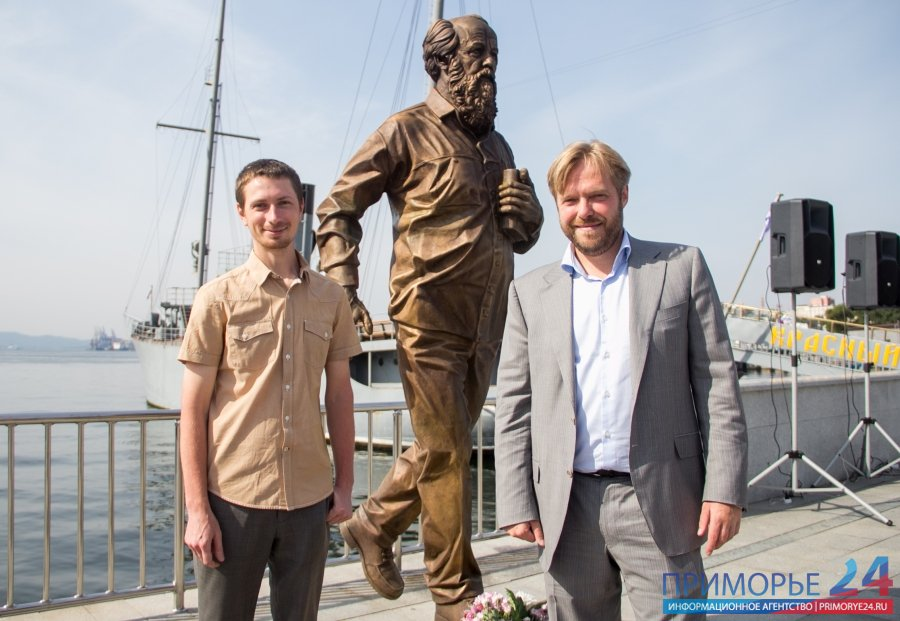 КРАСНЫЙ
ПРИМОРЬЕ 24
ИНФОРМАЦИОННОЕ АГЕНТСТВО | PRIMORYE24.RU